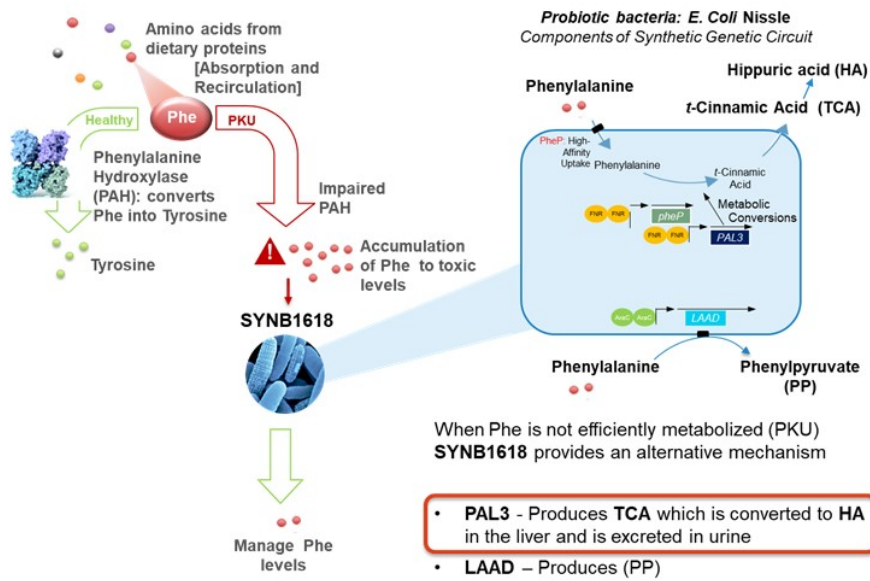 Amino acids from
dietary proteins
[Absorption and
Recirculation]
Healthy
Phe
PKU
Phenylalanine
Hydroxylase
(PAH): converts
Phe into Tyrosine
Impaired
PAH
Tyrosine
!
Accumulation
of Phe to toxic
levels
SYNB1618
Manage Phe
levels
Probiotic bacteria: E. Coli Nissle
Components of Synthetic Genetic Circuit
Hippuric acid (HA)
Phenylalanine
t-Cinnamic Acid (TCA)
PheP: High-
Affinity
Uptake
Phenylalanine
t-Cinnamic
Acid
Metabolic
Conversions
FNR FNR
pheP
FNR FNR
PAL3
AraC AraC
LAAD
Phenylalanine
Phenylpyruvate
(PP)
When Phe is not efficiently metabolized (PKU)
SYNB1618 provides an alternative mechanism
• PAL3 - Produces TCA which is converted to HA
in the liver and is excreted in urine
• LAAD – Produces (PP)